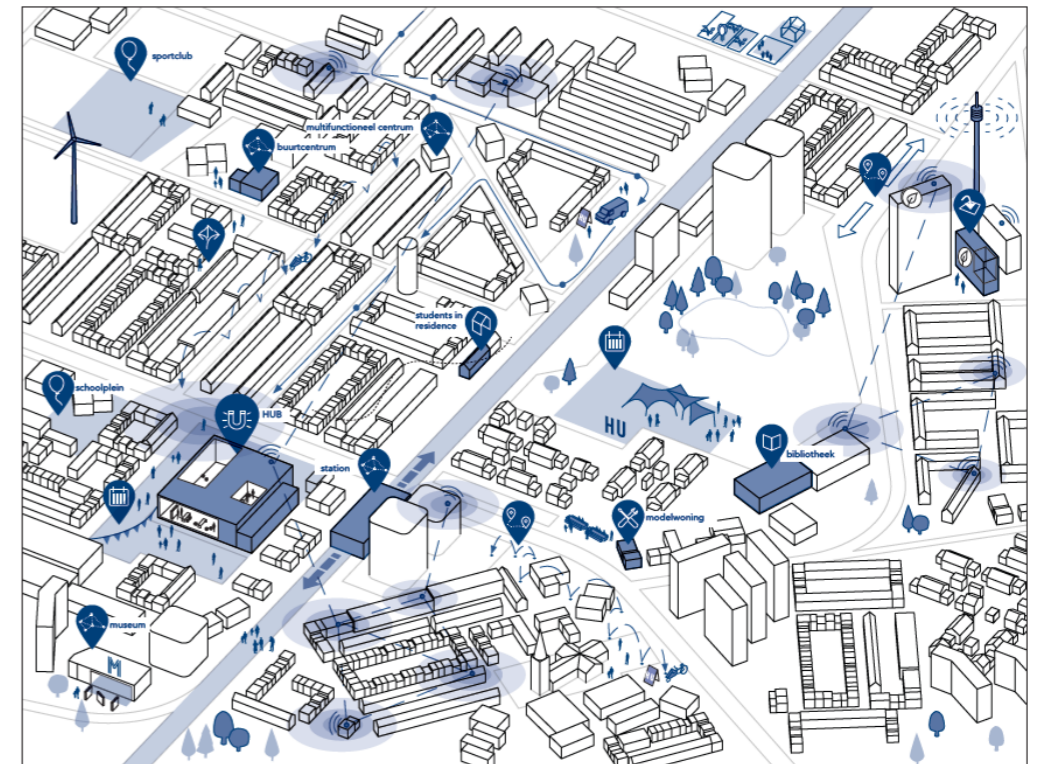 sportclub
multifunctioneel centrum
buurtcentrum
students in
residence
schoolplein
HUB
HU
station
bibliotheek
modelwoning
museum
M